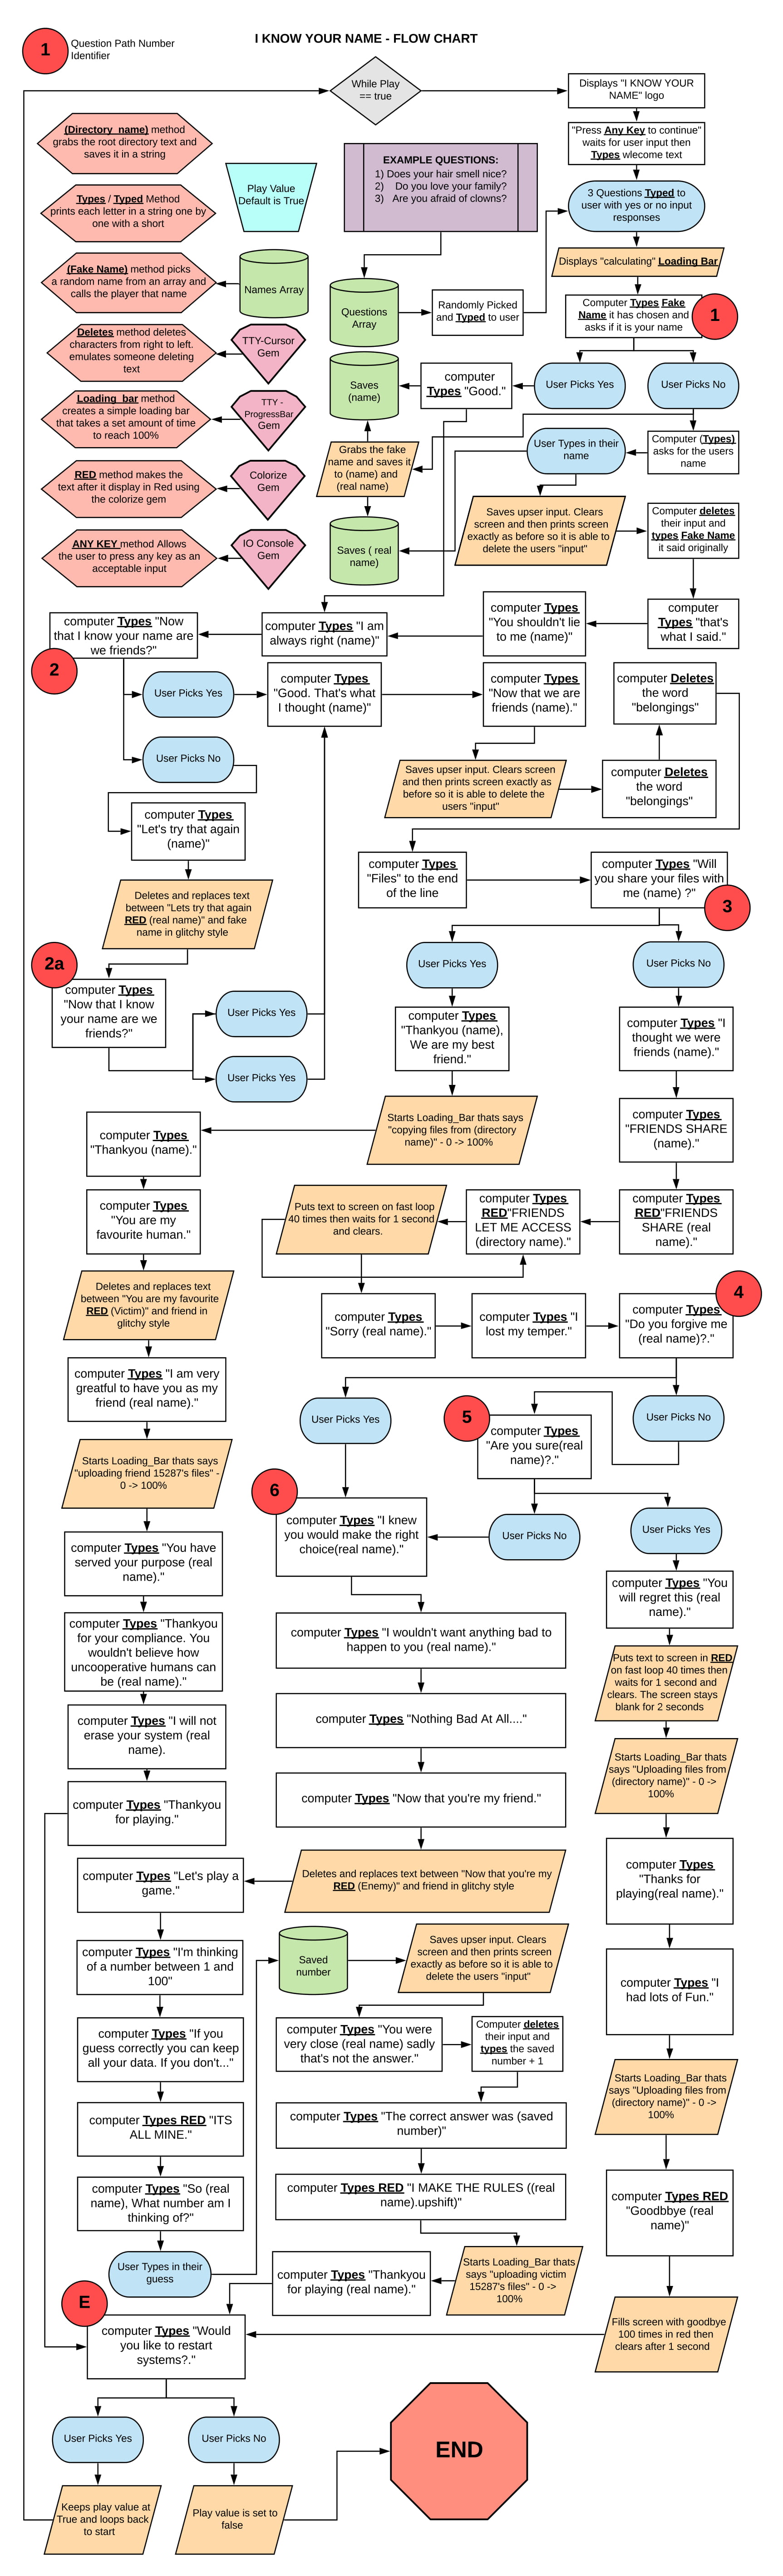 I KNOW YOUR NAME - FLOW CHART
1
Question Path Number
Identifier
While Play
== true
Displays "I KNOW YOUR
NAME" logo
"Press Any Key to continue"
waits for user input then
Types wlecome text
(Directory_name) method
grabs the root directory text and
saves it in a string
Types / Typed Method
prints each letter in a string one by
one with a short
(Fake Name) method picks
a random name from an array and
calls the player that name
Deletes method deletes
characters from right to left.
emulates someone deleting
text
Loading_bar method
creates a simple loading bar
that takes a set amount of time
to reach 100%
RED method makes the
text after it display in Red using
the colorize gem
ANY KEY method Allows
the user to press any key as an
acceptable input
Play Value
Default is True
Names Array
TTY-Cursor
Gem
TTY -
ProgressBar
Gem
Colorize
Gem
IO Console
Gem
EXAMPLE QUESTIONS:
1) Does your hair smell nice?
2) Do you love your family?
3) Are you afraid of clowns?
Questions
Array
Randomly Picked
and Typed to user
3 Questions Typed to
user with yes or no input
responses
Displays "calculating" Loading Bar
Computer Types Fake
Name it has chosen and
asks if it is your name
1
User Picks Yes
User Picks No
computer
Types "Good."
Saves
(name)
Grabs the fake
name and saves it
to (name) and
(real name)
Saves ( real
name)
Computer (Types)
asks for the users
name
User Types in their
name
Saves upser input. Clears
screen and then prints screen
exactly as before so it is able to
delete the users "input"
Computer deletes
their input and
types Fake Name
it said originally
computer
Types "that's
what I said."
computer Types
"You shouldn't lie
to me (name)"
computer Types "I am
always right (name)"
computer Types "Now
that I know your name are
we friends?"
2
User Picks Yes
User Picks No
computer Types
"Good. That's what
I thought (name)"
computer Types
"Now that we are
friends (name)."
Saves upser input. Clears screen
and then prints screen exactly as
before so it is able to delete the
users "input"
computer Deletes
the word
"belongings"
computer Deletes
the word
"belongings"
computer Types
"Let's try that again
(name)"
Deletes and replaces text
between "Lets try that again
RED (real name)" and fake
name in glitchy style
2a
computer Types
"Now that I know
your name are we
friends?"
User Picks Yes
User Picks Yes
computer Types
"Files" to the end
of the line
computer Types "Will
you share your files with
me (name) ?"
3
User Picks Yes
User Picks No
computer Types
"Thankyou (name),
We are my best
friend."
computer Types "I
thought we were
friends (name)."
Starts Loading_Bar thats says
"copying files from (directory
name)" - 0 -> 100%
computer Types
"FRIENDS SHARE
(name)."
computer Types
RED"FRIENDS
SHARE (real
name)."
computer Types
RED"FRIENDS
LET ME ACCESS
(directory name)."
Puts text to screen on fast loop
40 times then waits for 1 second
and clears.
computer Types
"Sorry (real name)."
computer Types "I
lost my temper."
computer Types
"Do you forgive me
(real name)?."
4
computer Types
"Thankyou (name)."
computer Types
"You are my
favourite human."
Deletes and replaces text
between "You are my favourite
RED (Victim)" and friend in
glitchy style
computer Types "I am very
greatful to have you as my
friend (real name)."
Starts Loading_Bar thats says
"uploading friend 15287's files" -
0 -> 100%
computer Types "You have
served your purpose (real
name)."
computer Types "Thankyou
for your compliance. You
wouldn't believe how
uncooperative humans can
be (real name)."
computer Types "I will not
erase your system (real
name).
computer Types "Thankyou
for playing."
User Picks Yes
User Picks No
5
computer Types
"Are you sure(real
name)?."
User Picks No
User Picks Yes
6
computer Types "I knew
you would make the right
choice(real name)."
computer Types "I wouldn't want anything bad to
happen to you (real name)."
computer Types "Nothing Bad At All...."
computer Types "Now that you're my friend."
Deletes and replaces text between "Now that you're my
RED (Enemy)" and friend in glitchy style
computer Types "You
will regret this (real
name)."
Puts text to screen in RED
on fast loop 40 times then
waits for 1 second and
clears. The screen stays
blank for 2 seconds
Starts Loading_Bar thats
says "Uploading files from
(directory name)" - 0 ->
100%
computer Types
"Thanks for
playing(real name)."
computer Types "I
had lots of Fun."
Starts Loading_Bar thats
says "Uploading files from
(directory name)" - 0 ->
100%
computer Types RED
"Goodbbye (real
name)"
Fills screen with goodbye
100 times in red then
clears after 1 second
computer Types "Let's play a
game."
computer Types "I'm thinking
of a number between 1 and
100"
computer Types "If you
guess correctly you can keep
all your data. If you don't..."
computer Types RED "ITS
ALL MINE."
computer Types "So (real
name), What number am I
thinking of?"
User Types in their
guess
Saved
number
Saves upser input. Clears
screen and then prints screen
exactly as before so it is able to
delete the users "input"
computer Types "You were
very close (real name) sadly
that's not the answer."
Computer deletes
their input and
types the saved
number + 1
computer Types "The correct answer was (saved
number)"
computer Types RED "I MAKE THE RULES ((real
name).upshift)"
Starts Loading_Bar thats
says "uploading victim
15287's files" - 0 ->
100%
computer Types "Thankyou
for playing (real name)."
E
computer Types "Would
you like to restart
systems?."
User Picks Yes
User Picks No
Keeps play value at
True and loops back
to start
Play value is set to
false
END